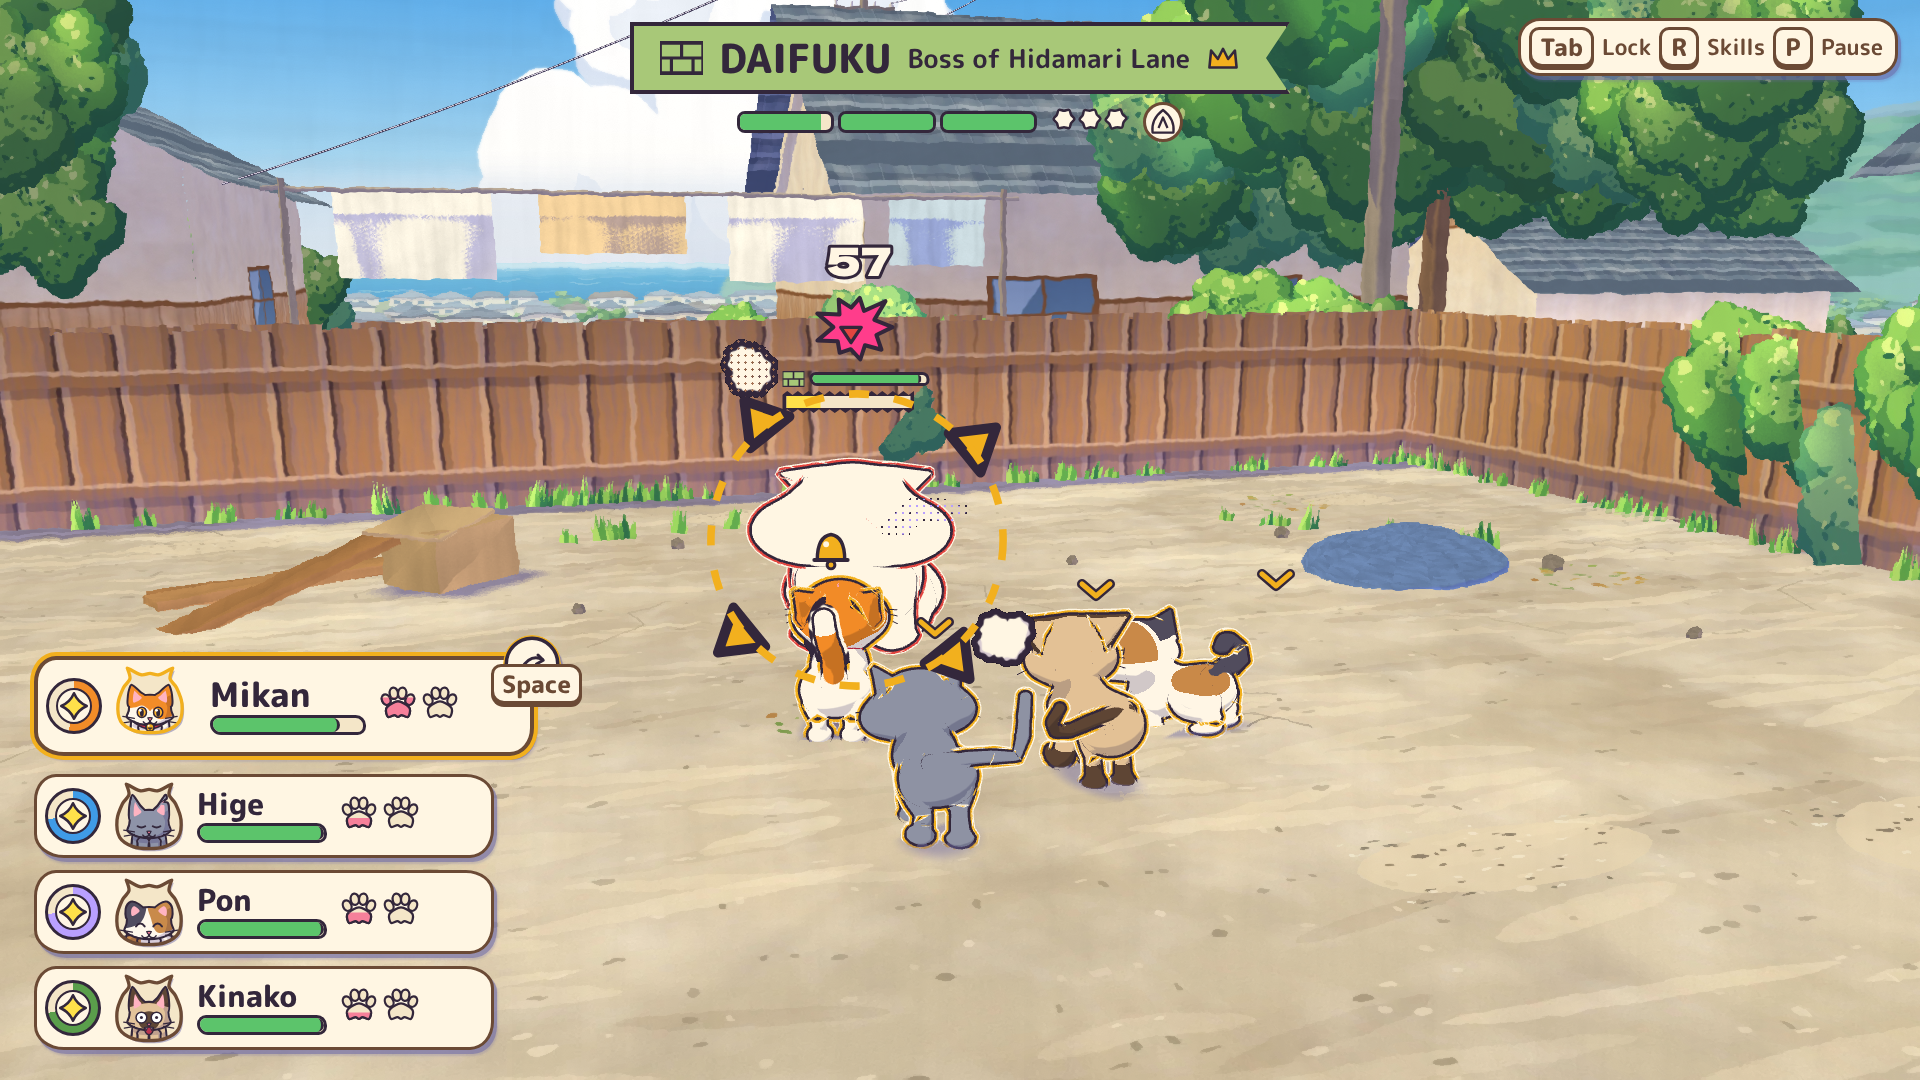 DAIFUKU Boss of Hidamari Lane
Tab Lock R Skills P Pause
57
Mikan
Space
Hige
Pon
Kinako